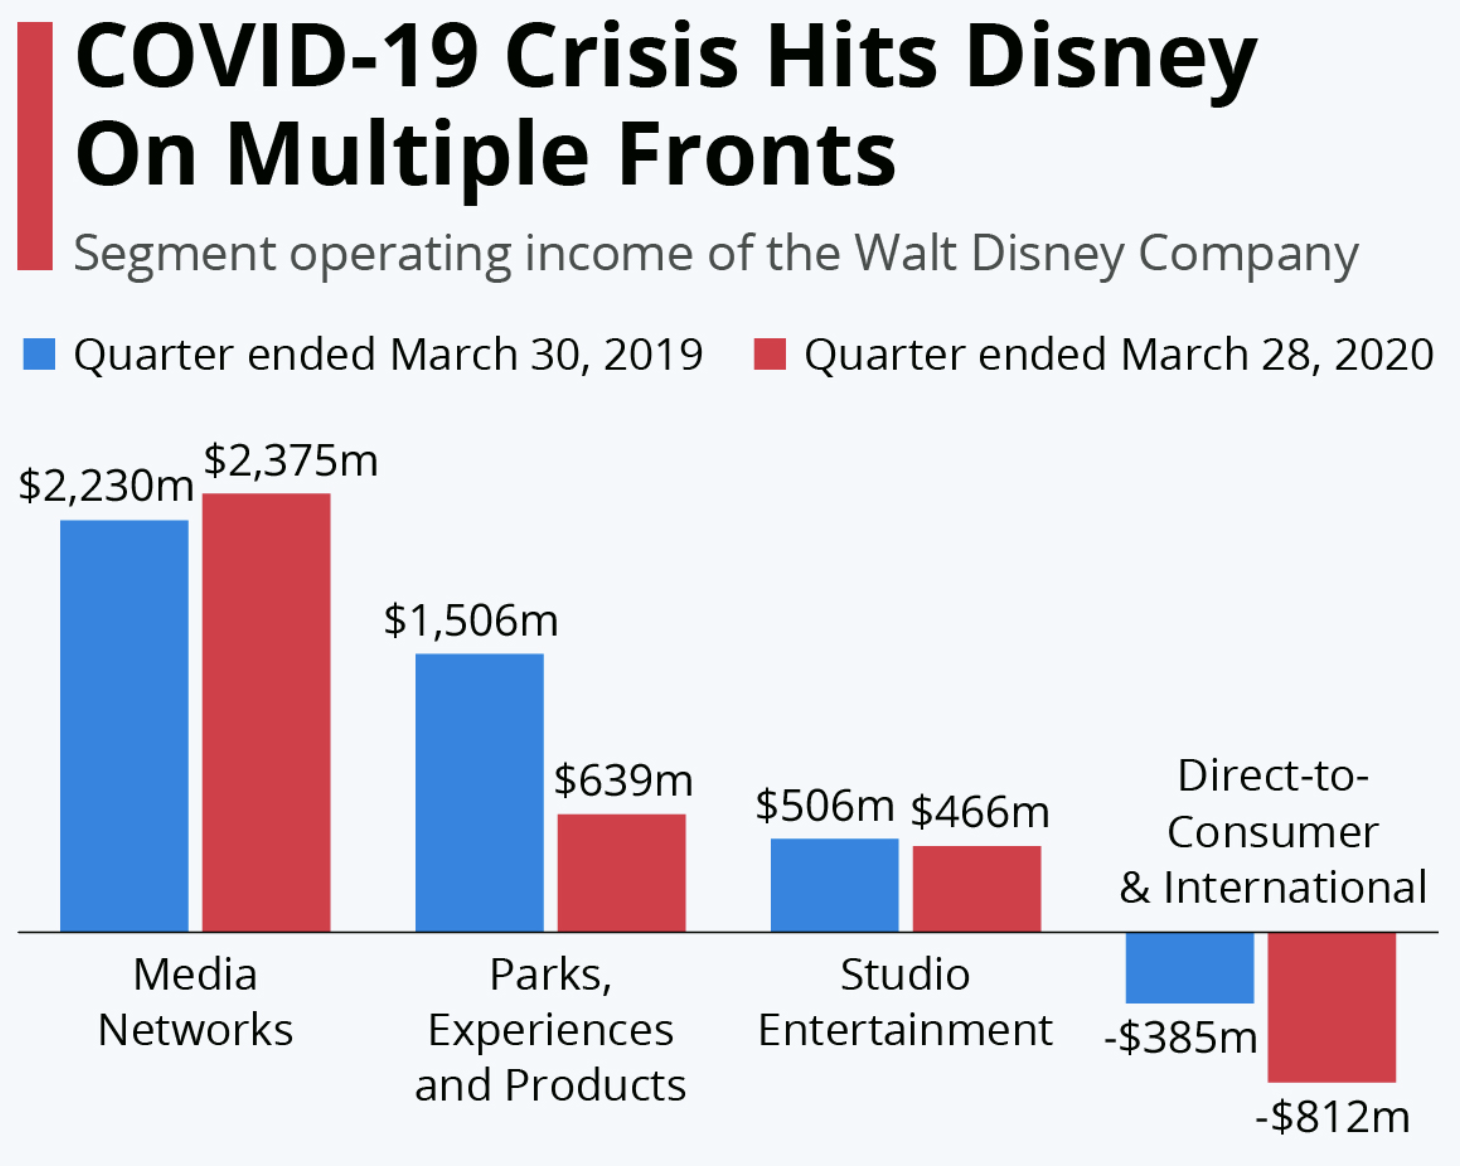 COVID-19 Crisis Hits Disney
On Multiple Fronts
Segment operating income of the Walt Disney Company
Quarter ended March 30, 2019
Quarter ended March 28, 2020
$2,230m
$2,375m
Media
Networks
$1,506m
$639m
Parks,
Experiences
and Products
$506m
$466m
Studio
Entertainment
Direct-to-
Consumer
& International
-$385m
-$812m